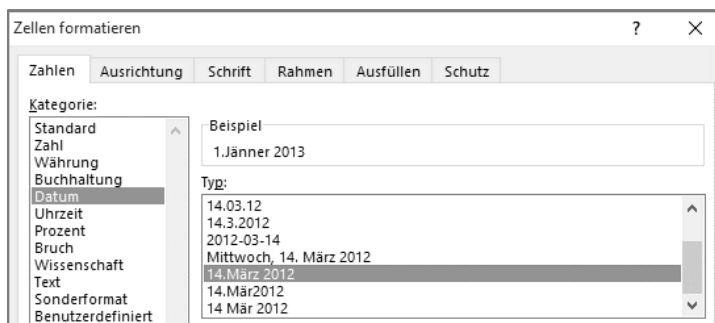 Zellen formatieren ? ×
Zahlen Ausrichtung Schrift Rahmen Ausfüllen Schutz
Kategorie:
Standard
Zahl
Währung
Buchhaltung
Datum
Uhrzeit
Prozent
Bruch
Wissenschaft
Text
Sonderformat
Benutzerdefiniert
Beispiel
1.Jänner 2013
Typ:
14.03.12
14.3.2012
2012-03-14
Mittwoch, 14. März 2012
14.März 2012
14.Mär2012
14 Mär 2012